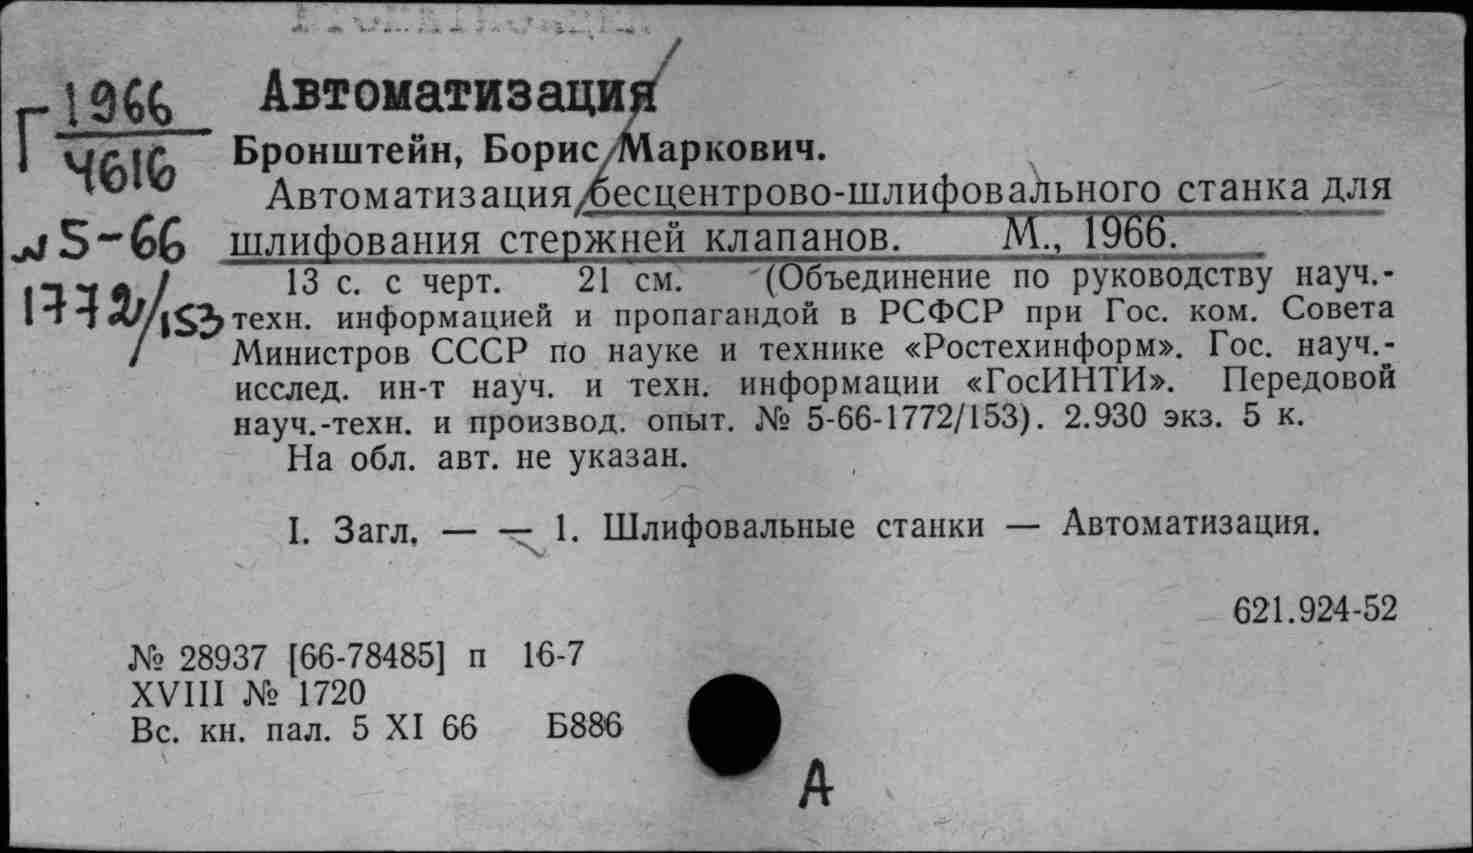 Автоматизация
Г 1966
Ч616
Бронштейн, Борис Маркович.
Автоматизация бесцентрово-шлифовального станка для
№5-66
шлифования стержней клапанов. М., 1966.
1772/153
13 с. с черт. 21 см. (Объединение по руководству науч.-
техн. информацией и пропагандой в РСФСР при Гос. ком. Совета
Министров СССР по науке и технике «Ростехинформ». Гос. науч.-
исслед. ин-т науч. и техн. информации «ГосИНТИ». Передовой
науч.-техн. и производ. опыт. № 5-66-1772/153). 2.930 экз. 5 к.
На обл. авт. не указан.
I. Загл. — — 1. Шлифовальные станки — Автоматизация.
621.924-52
№ 28937 [66-78485] п 16-7
XVIII № 1720
Вс. кн. пал. 5 XI 66 Б886
А